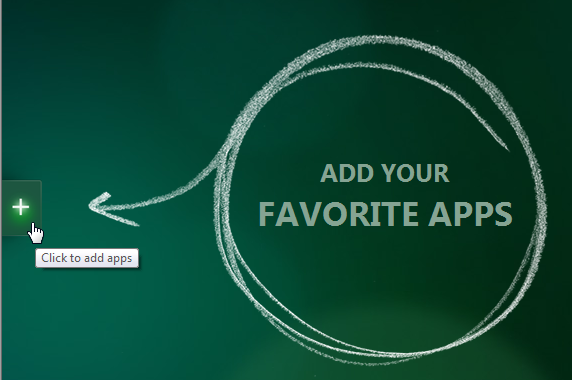 ADD YOUR
FAVORITE APPS
+
Click to add apps